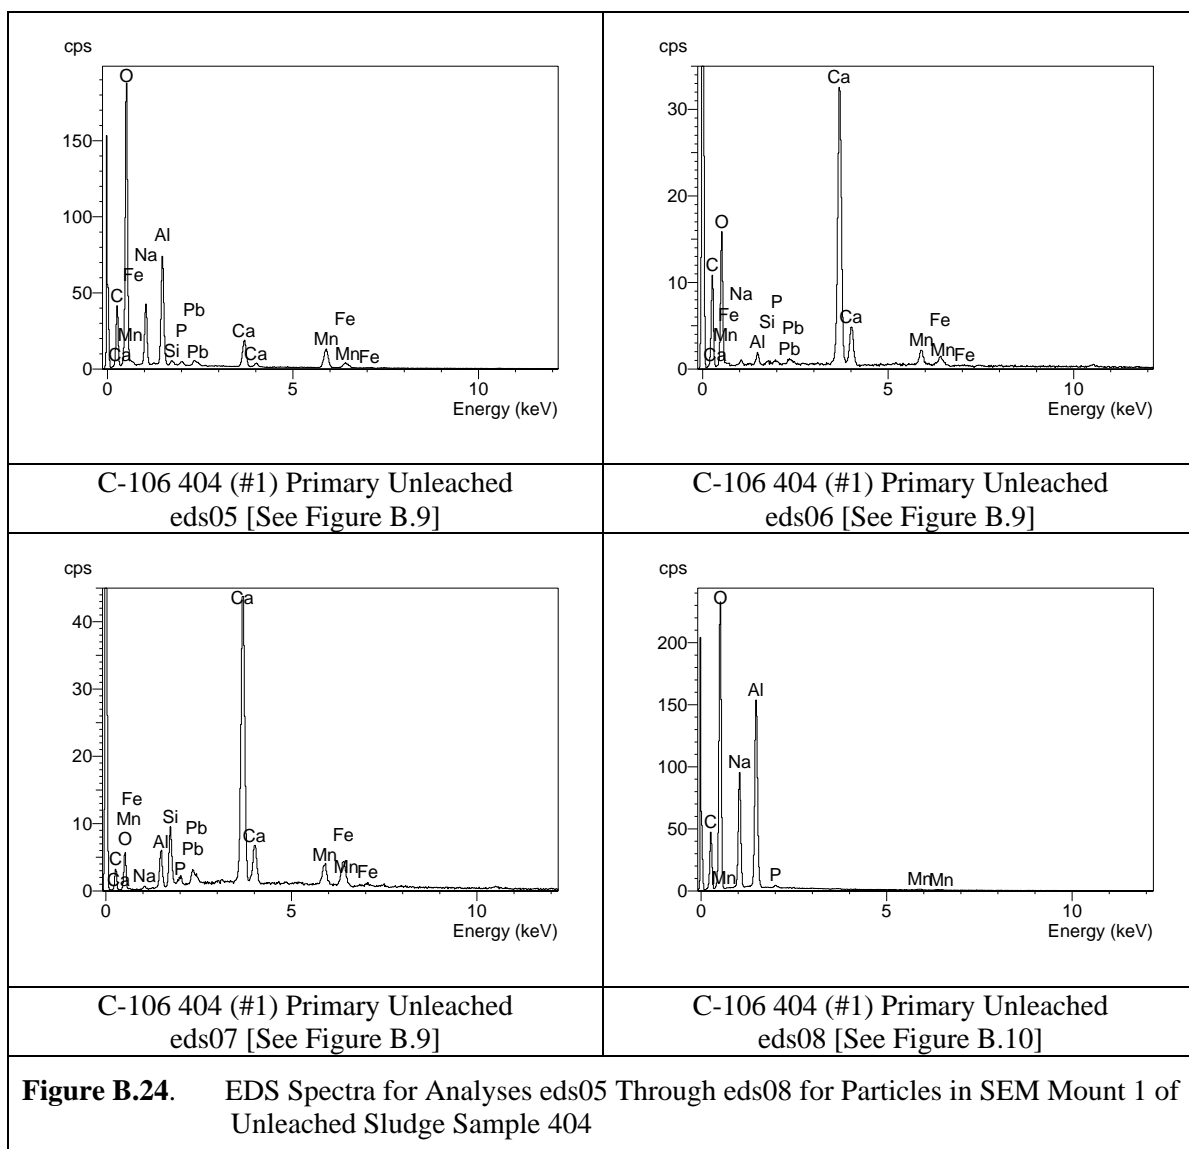 cps
O
150
100
50
0
Al
Na
Fe
C
Mn
Ca
Si
P
Pb
Pb
Ca
Ca
Fe
Mn
Mn
Fe
5
10
Energy (keV)
C-106 404 (#1) Primary Unleached
eds05 [See Figure B.9]
cps
Ca
30
20
10
0
O
C
Na
Fe
Mn
Ca
Al
P
Si
Pb
Pb
Ca
Fe
Mn
Mn
Fe
0
5
10
Energy (keV)
C-106 404 (#1) Primary Unleached
eds06 [See Figure B.9]
cps
Ca
40
30
20
10
0
Fe
Mn
O
C
Ca
Na
Al
Si
P
Pb
Pb
Ca
Fe
Mn
Mn
Fe
0
5
10
Energy (keV)
C-106 404 (#1) Primary Unleached
eds07 [See Figure B.9]
cps
O
200
150
100
50
0
Al
Na
C
Mn
P
Mn
Mn
0
5
10
Energy (keV)
C-106 404 (#1) Primary Unleached
eds08 [See Figure B.10]
Figure B.24. EDS Spectra for Analyses eds05 Through eds08 for Particles in SEM Mount 1 of
Unleached Sludge Sample 404